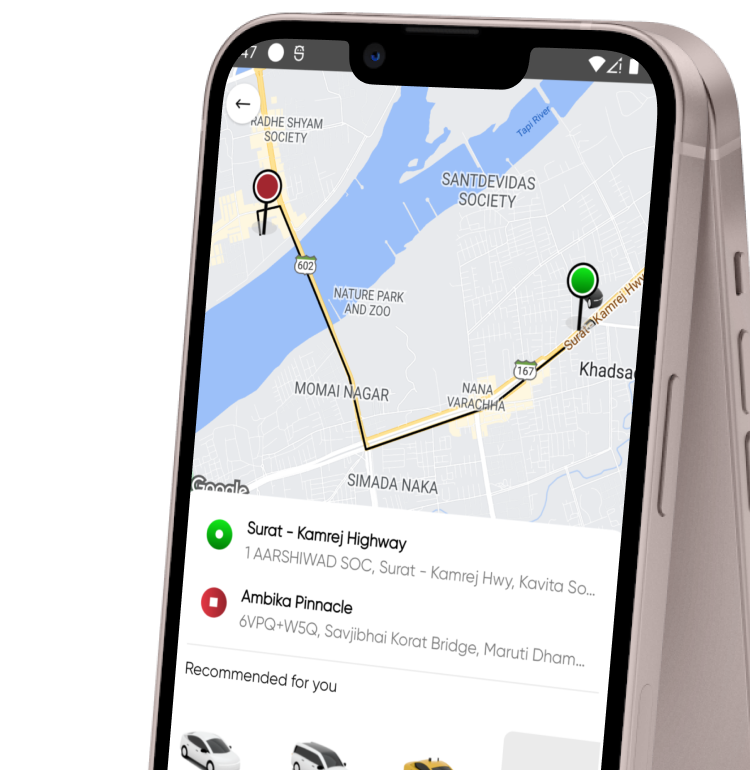 47
RADHE SHYAM
SOCIETY
Tapi River
SANTDEVIDAS
SOCIETY
602
NATURE PARK
AND ZOO
Surat - Kamrej Hwy
167
Khadsa
MOMAI NAGAR
NANA
VARACHHA
SIMADA NAKA
Google
Surat - Kamrej Highway
1 AARSHIWAD SOC, Surat - Kamrej Hwy, Kavita So...
Ambika Pinnacle
6VPQ+W5Q, Savjibhai Korat Bridge, Maruti Dham...
Recommended for you